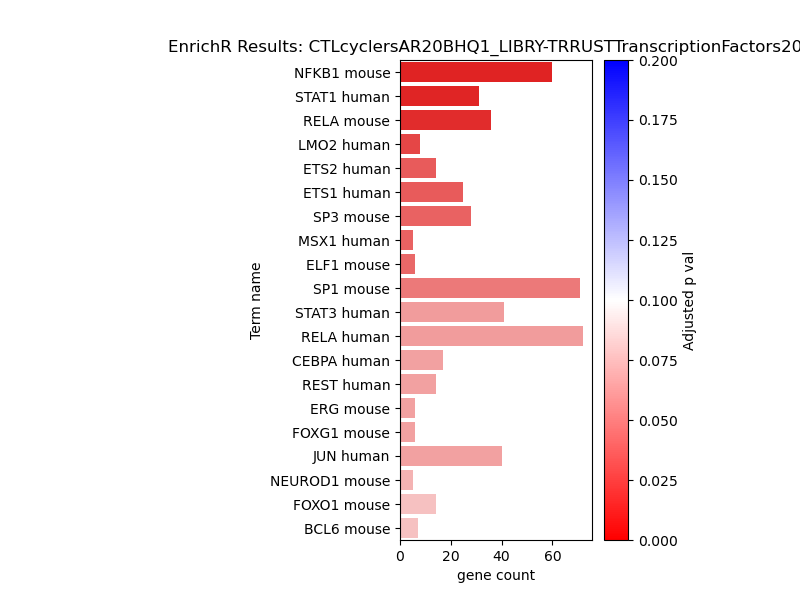 EnrichR Results: CTLcyclersAR20BHQ1_LIBRY-TRRUSTTranscriptionFactors20
NFKB1 mouse
STAT1 human
RELA mouse
LMO2 human
ETS2 human
ETS1 human
SP3 mouse
MSX1 human
ELF1 mouse
SP1 mouse
STAT3 human
RELA human
CEBPA human
REST human
ERG mouse
FOXG1 mouse
JUN human
NEUROD1 mouse
FOXO1 mouse
BCL6 mouse
Term name
0 20 40 60
gene count
0.200
0.175
0.150
0.125
0.100
0.075
0.050
0.025
0.000
Adjusted p val